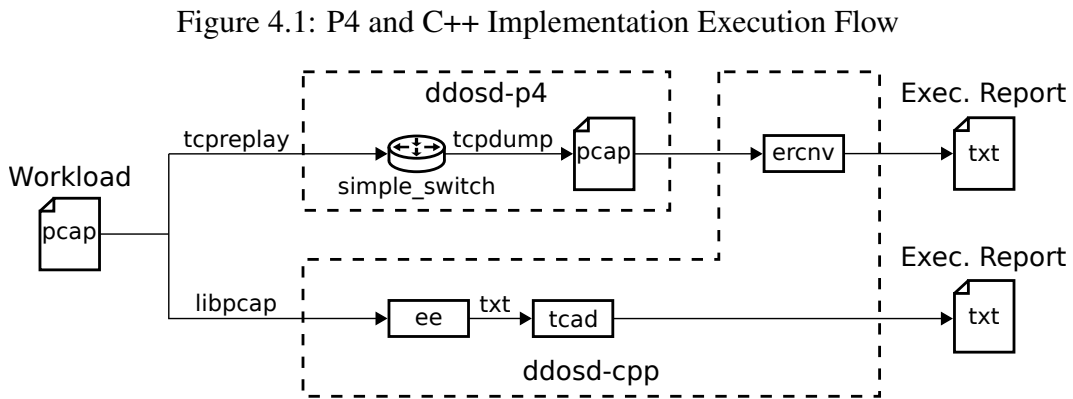 Figure 4.1: P4 and C++ Implementation Execution Flow
ddosd-p4
Exec. Report
tcpreplay
tcpdump
pcap
ercnv
txt
simple_switch
Workload
pcap
Exec. Report
libpcap
ee
txt
tcad
txt
ddosd-cpp